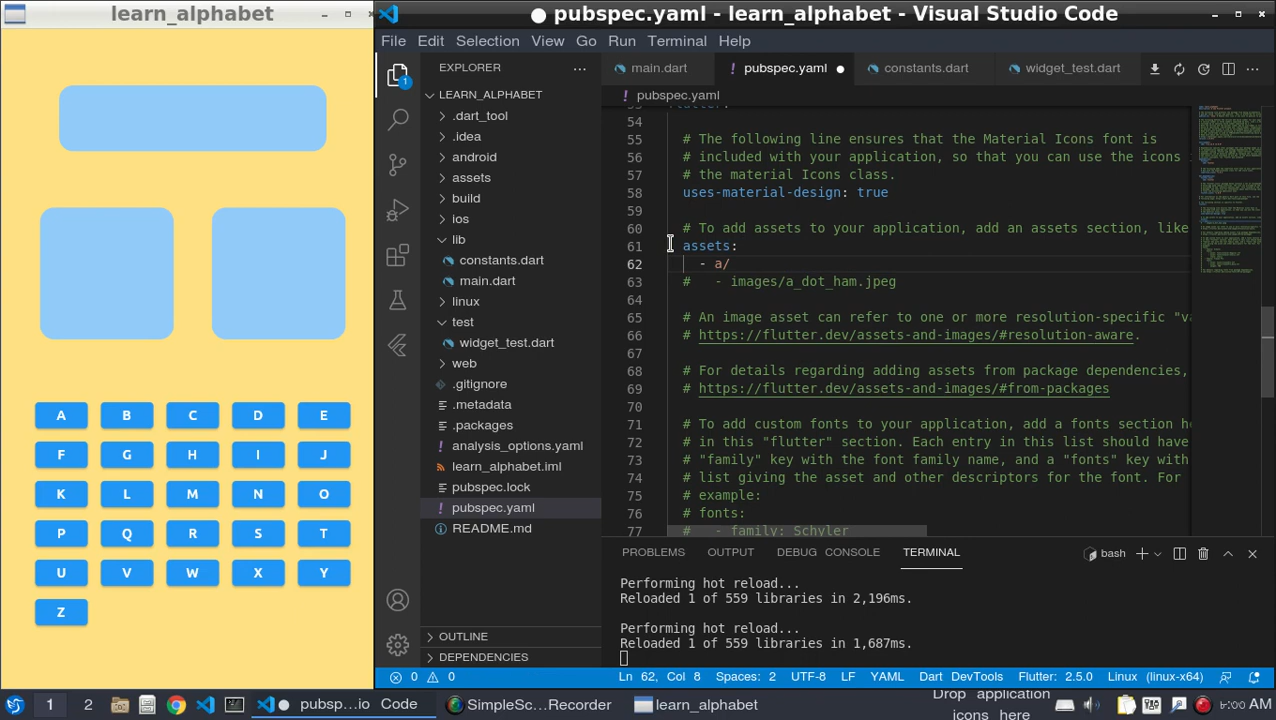 learn_alphabet
pubspec.yaml - learn_alphabet - Visual Studio Code
File Edit Selection View Go Run Terminal Help
EXPLORER
main.dart
pubspec.yaml
constants.dart
widget_test.dart
LEARN_ALPHABET
pubspec.yaml
.dart_tool
.idea
android
assets
build
ios
lib
constants.dart
main.dart
linux
test
widget_test.dart
web
.gitignore
.metadata
.packages
analysis_options.yaml
learn_alphabet.iml
pubspec.lock
pubspec.yaml
README.md
OUTLINE
DEPENDENCIES
1
54
55 # The following line ensures that the Material Icons font is
56 # included with your application, so that you can use the icons
57 # the material Icons class.
58 uses-material-design: true
59
60 # To add assets to your application, add an assets section, like
61 assets:
62 - a/
63 # - images/a_dot_ham.jpeg
64
65 # An image asset can refer to one or more resolution-specific "va
66 # https://flutter.dev/assets-and-images/#resolution-aware.
67
68 # For details regarding adding assets from package dependencies,
69 # https://flutter.dev/assets-and-images/#from-packages
70
71 # To add custom fonts to your application, add a fonts section he
72 # in this "flutter" section. Each entry in this list should have
73 # "family" key with the font family name, and a "fonts" key with
74 # list giving the asset and other descriptors for the font. For
75 # example:
76 # fonts:
77 # - family: Schyler
A B C D E
F G H I J
K L M N O
P Q R S T
U V W X Y
Z
PROBLEMS OUTPUT DEBUG CONSOLE TERMINAL
bash
Performing hot reload...
Reloaded 1 of 559 libraries in 2,196ms.
Performing hot reload...
Reloaded 1 of 559 libraries in 1,687ms.
0 0 Ln 62, Col 8 Spaces: 2 UTF-8 LF YAML Dart DevTools Flutter: 2.5.0 Linux (linux-x64)
1 2 pubsp...io Code SimpleSc...Recorder learn_alphabet
Drop application
icons here